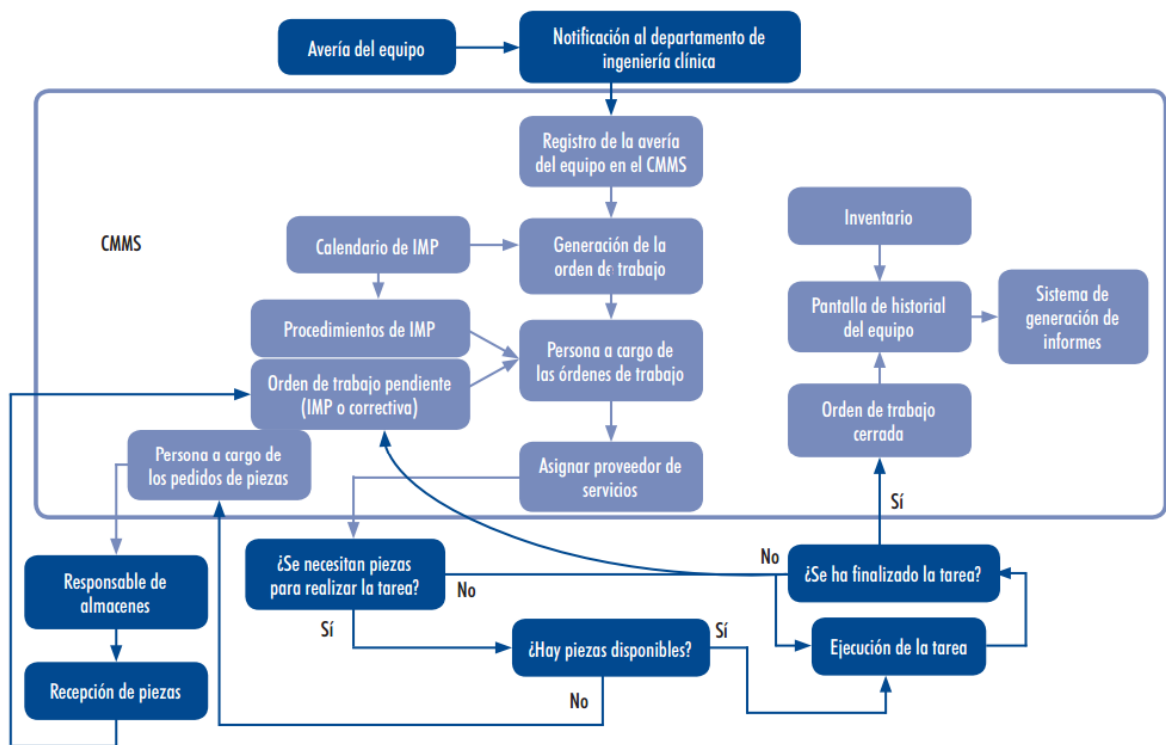 Avería del equipo
Notificación al departamento de
ingeniería clínica
Registro de la avería
del equipo en el CMMS
CMMS
Calendario de IMP
Generación de la
orden de trabajo
Inventario
Procedimientos de IMP
Persona a cargo de
las órdenes de trabajo
Pantalla de historial
del equipo
Sistema de
generación de
informes
Orden de trabajo pendiente
(IMP o correctiva)
Orden de trabajo
cerrada
Persona a cargo de
los pedidos de piezas
Asignar proveedor de
servicios
Sí
¿Se necesitan piezas
para realizar la tarea?
No
No
¿Se ha finalizado la tarea?
Responsable de
almacenes
Sí
¿Hay piezas disponibles?
Sí
Ejecución de la tarea
Recepción de piezas
No